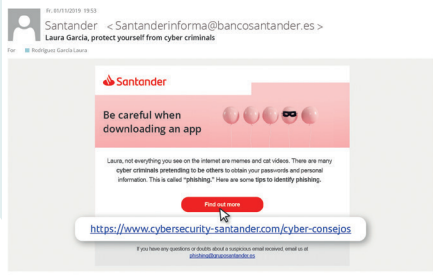 Fr. 01/11/2019 19:53
Santander <Santanderinforma@bancosantander.es>
Laura Garcia, protect yourself from cyber criminals
For Rodríguez García Laura
Santander
Be careful when
downloading an app
Laura, not everything you see on the internet are memes and cat videos. There are many
cyber criminals pretending to be others to obtain your passwords and personal
information. This is called "phishing." Here are some tips to identify phishing.
Find out more
https://www.cybersecurity-santander.com/cyber-consejos
If you have any questions or doubts about a suspicious email received, email us at
phishing@gruposantander.es